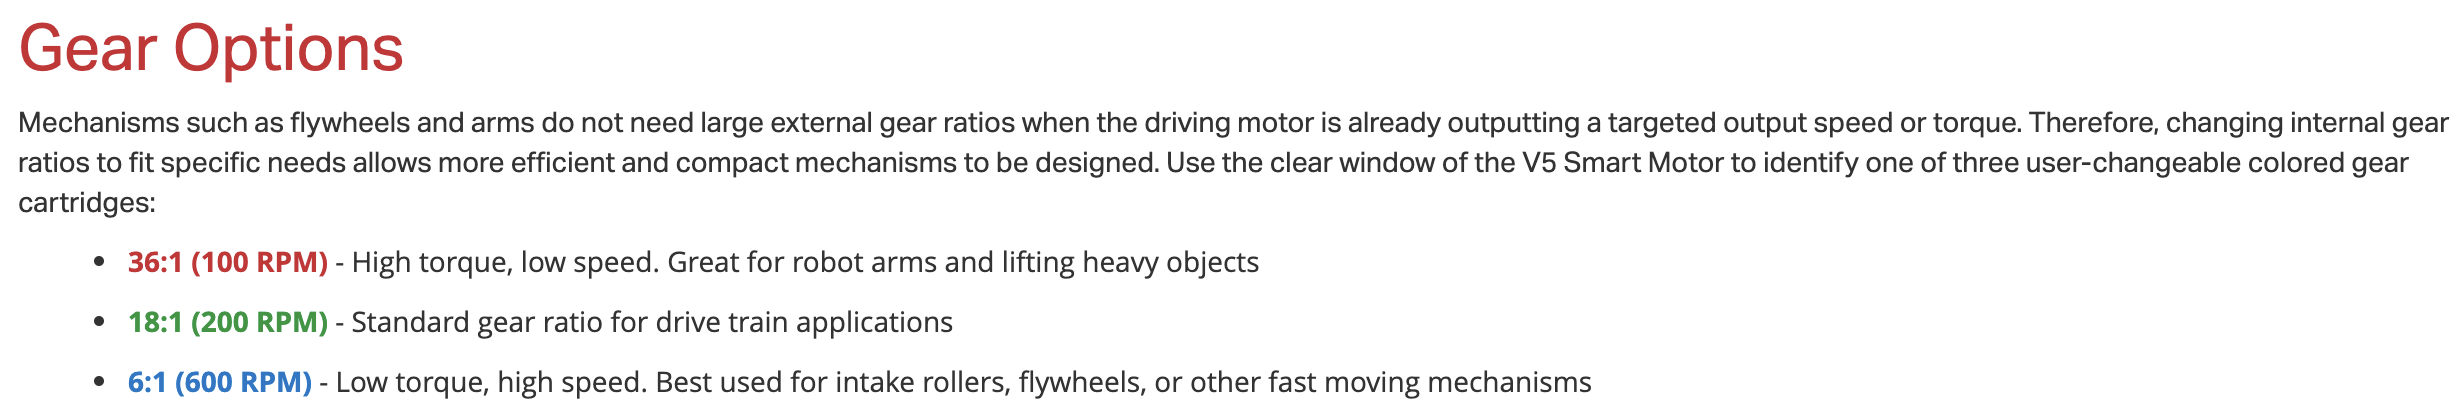 Gear Options
Mechanisms such as flywheels and arms do not need large external gear ratios when the driving motor is already outputting a targeted output speed or torque. Therefore, changing internal gear
ratios to fit specific needs allows more efficient and compact mechanisms to be designed. Use the clear window of the V5 Smart Motor to identify one of three user-changeable colored gear
cartridges:
• 36:1 (100 RPM) - High torque, low speed. Great for robot arms and lifting heavy objects
• 18:1 (200 RPM) - Standard gear ratio for drive train applications
• 6:1 (600 RPM) - Low torque, high speed. Best used for intake rollers, flywheels, or other fast moving mechanisms